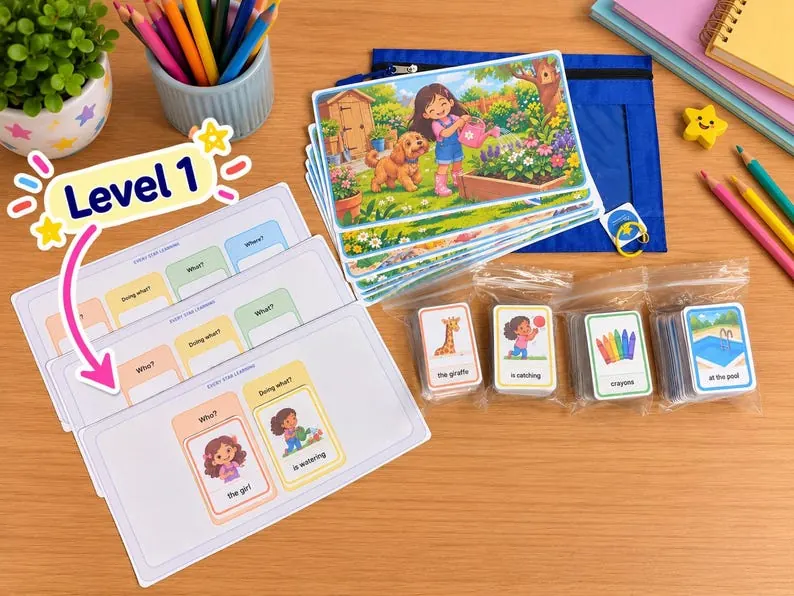 Level 1
EVERY STAR LEARNING
Doing what?
What?
Where?
EVERY STAR LEARNING
Who?
Doing what?
What?
EVERY STAR LEARNING
Who?
Doing what?
the girl
is watering
the giraffe
is catching
crayons
at the pool